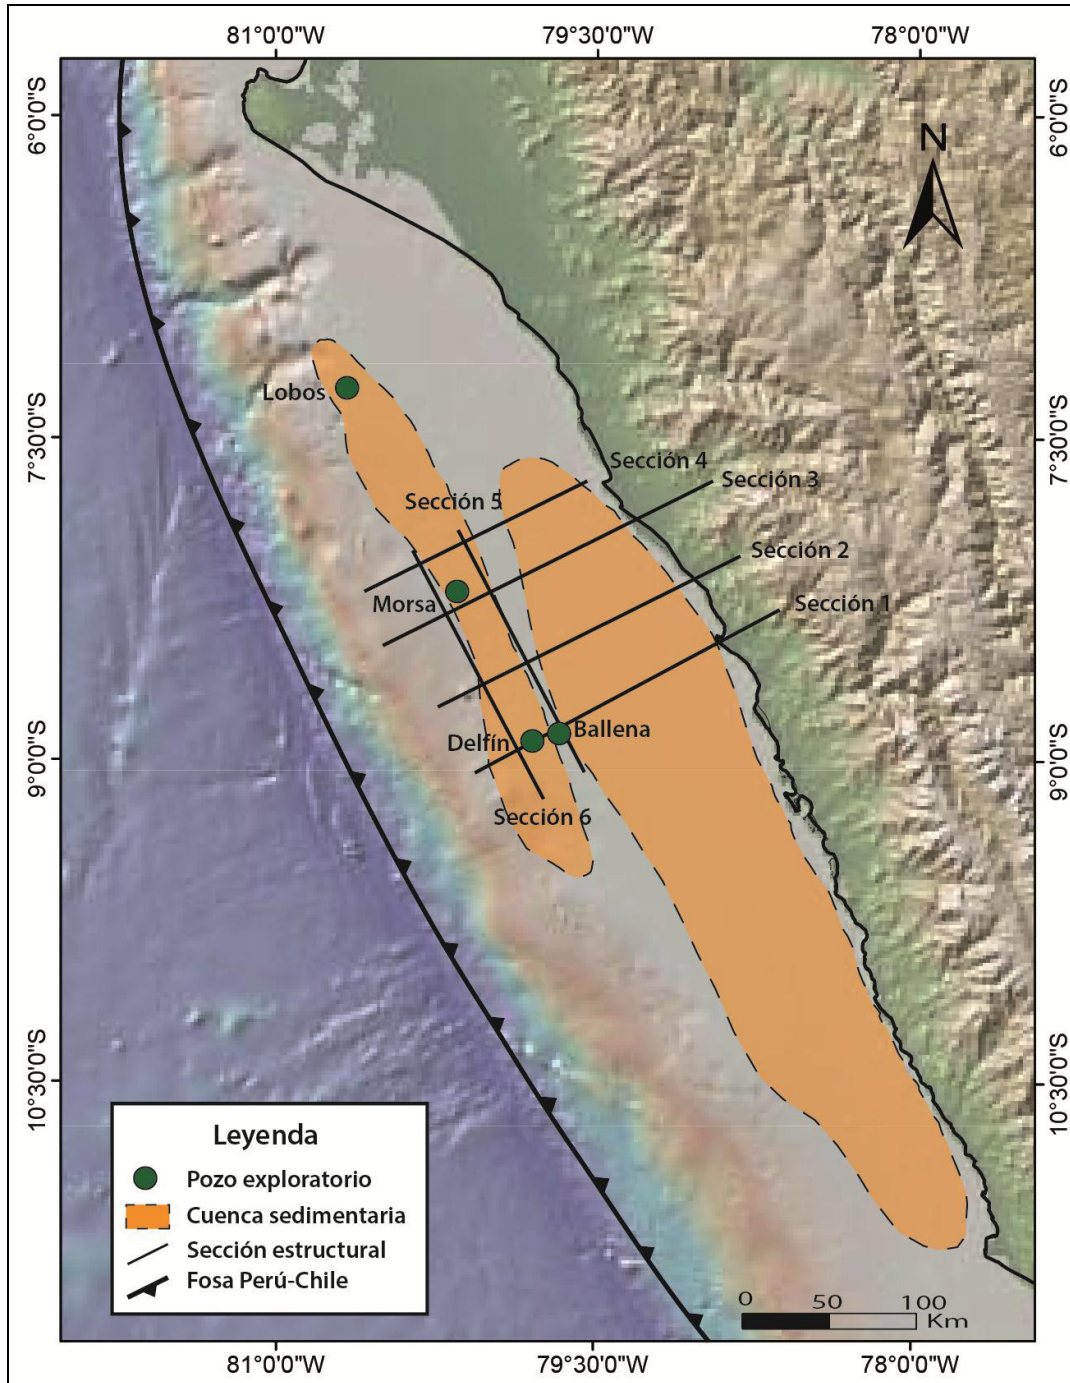 81°0'0"W
79°30'0"W
78°0'0"W
6°0'0"S
6°0'0"S
N
Lobos
7°30'0"S
7°30'0"S
Sección 4
Sección 3
Sección 5
Sección 2
Morsa
Sección 1
Delfín
Ballena
9°0'0"S
9°0'0"S
Sección 6
10°30'0"S
10°30'0"S
Leyenda
Pozo exploratorio
Cuenca sedimentaria
Sección estructural
Fosa Perú-Chile
0 50 100
Km
81°0'0"W
79°30'0"W
78°0'0"W